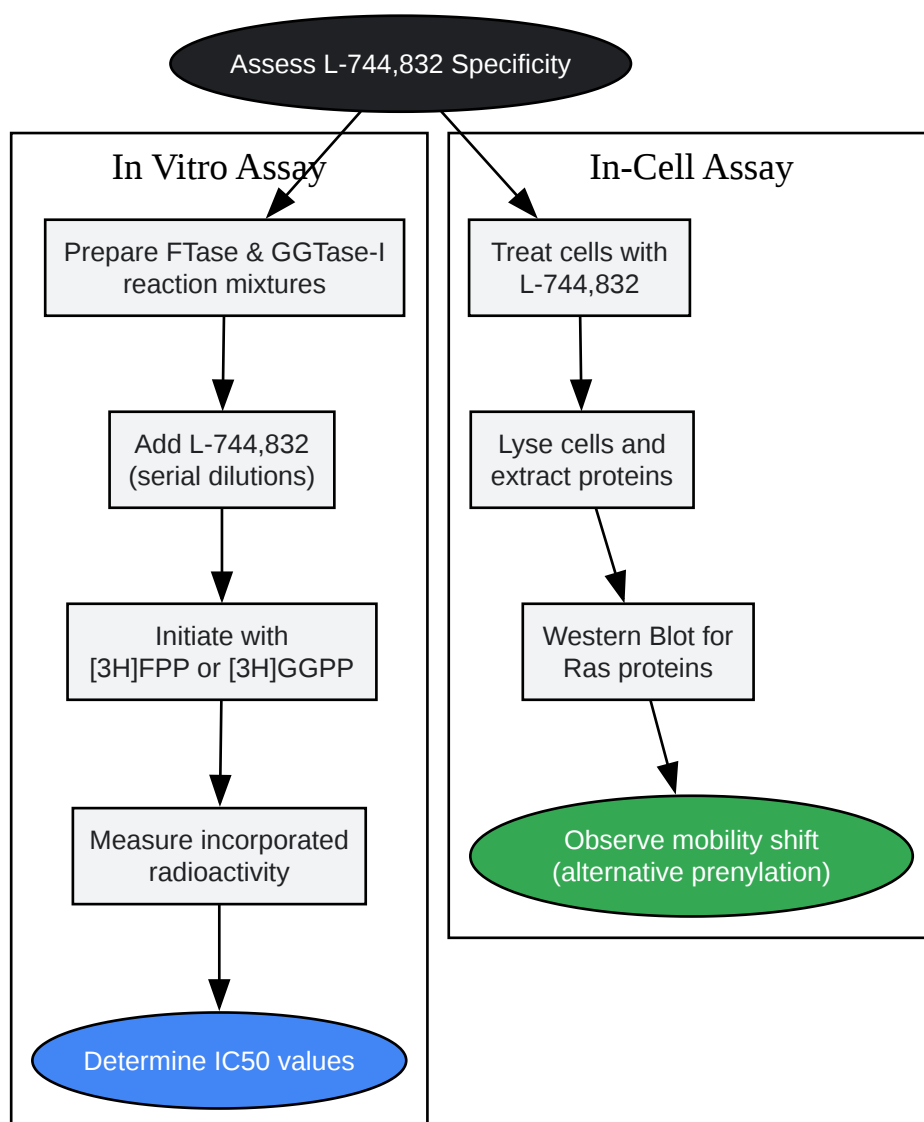 Assess L-744,832 Specificity
In Vitro Assay
Prepare FTase & GGTase-I
reaction mixtures
Add L-744,832
(serial dilutions)
Initiate with
[3H]FPP or [3H]GGPP
Measure incorporated
radioactivity
Determine IC50 values
In-Cell Assay
Treat cells with
L-744,832
Lyse cells and
extract proteins
Western Blot for
Ras proteins
Observe mobility shift
(alternative prenylation)